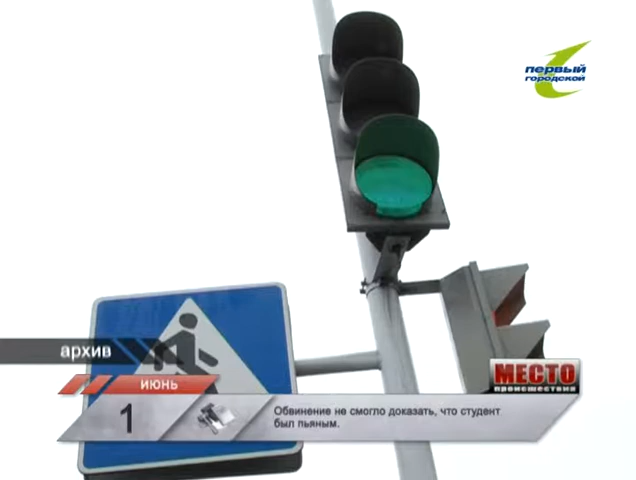 первый
городской
архив
июнь
1
МЕСТО
происшествия
Обвинение не смогло доказать, что студент
был пьяным.